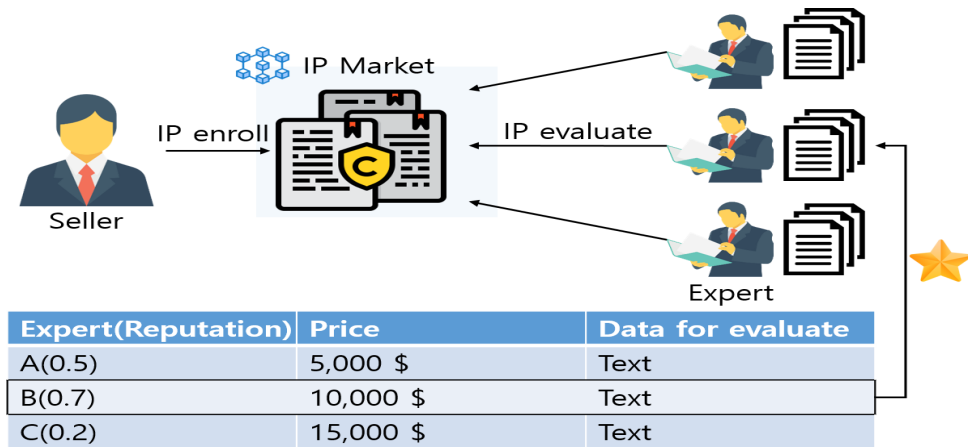 IP Market
IP enroll
IP evaluate
C
Seller
Expert
Expert(Reputation) Price Data for evaluate
A(0.5) 5,000 $ Text
B(0.7) 10,000 $ Text
C(0.2) 15,000 $ Text